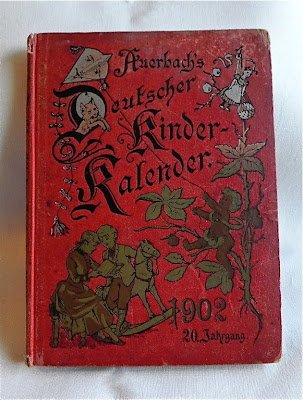 Auerbach's
Deutscher
Kinder-
Kalender.
1902
20. Jahrgang.